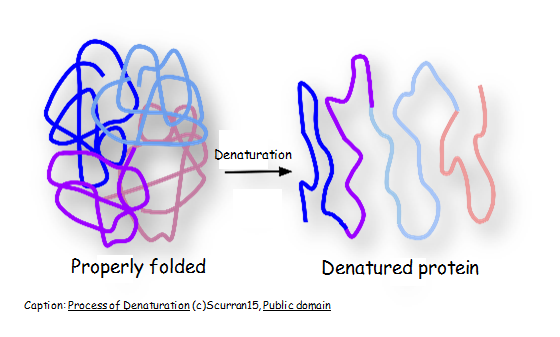 Denaturation
Properly folded
Denatured protein
Caption: Process of Denaturation (c)Scurran15, Public domain